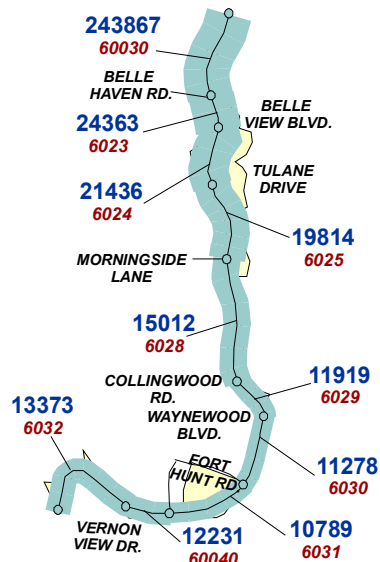 243867
60030
BELLE
HAVEN RD.
24363
6023
BELLE
VIEW BLVD.
21436
6024
TULANE
DRIVE
19814
6025
MORNINGSIDE
LANE
15012
6028
COLLINGWOOD
RD.
11919
6029
WAYNEWOOD
BLVD.
13373
6032
FORT
HUNT RD
11278
6030
VERNON
VIEW DR.
12231
60040
10789
6031